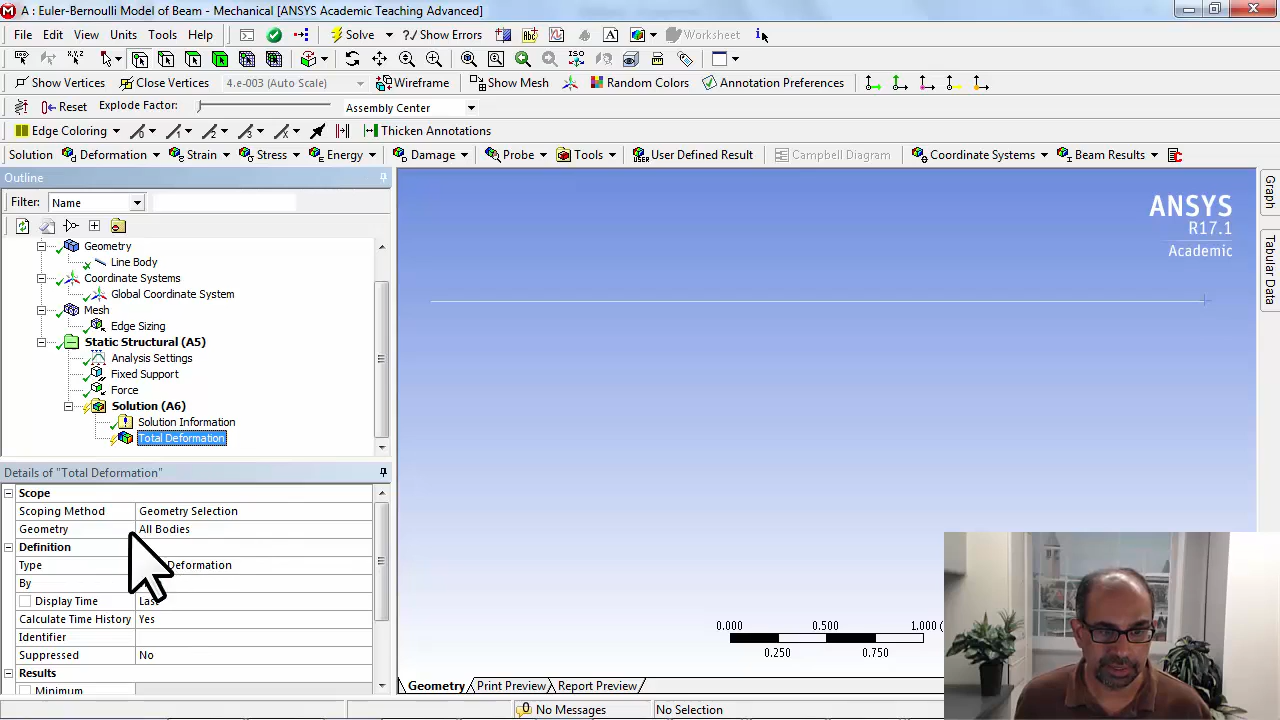 A : Euler-Bernoulli Model of Beam - Mechanical [ANSYS Academic Teaching Advanced]
File Edit View Units Tools Help Solve Show Errors Worksheet
Show Vertices Close Vertices 4.e-003 (Auto Scale) Wireframe Show Mesh Random Colors Annotation Preferences
Reset Explode Factor: Assembly Center
Edge Coloring Thicken Annotations
Solution Deformation Strain Stress Energy Damage Probe Tools User Defined Result Campbell Diagram Coordinate Systems Beam Results
Outline
Filter: Name
Geometry
Line Body
Coordinate Systems
Global Coordinate System
Mesh
Edge Sizing
Static Structural (A5)
Analysis Settings
Fixed Support
Force
Solution (A6)
Solution Information
Total Deformation
Details of "Total Deformation"
Scope
Scoping Method Geometry Selection
Geometry All Bodies
Definition
Type Deformation
By
Display Time Last
Calculate Time History Yes
Identifier
Suppressed No
Results
Minimum
ANSYS
R17.1
Academic
Graph
Tabular Data
0.000 0.500 1.000 (
0.250 0.750
Geometry Print Preview Report Preview
0 No Messages No Selection